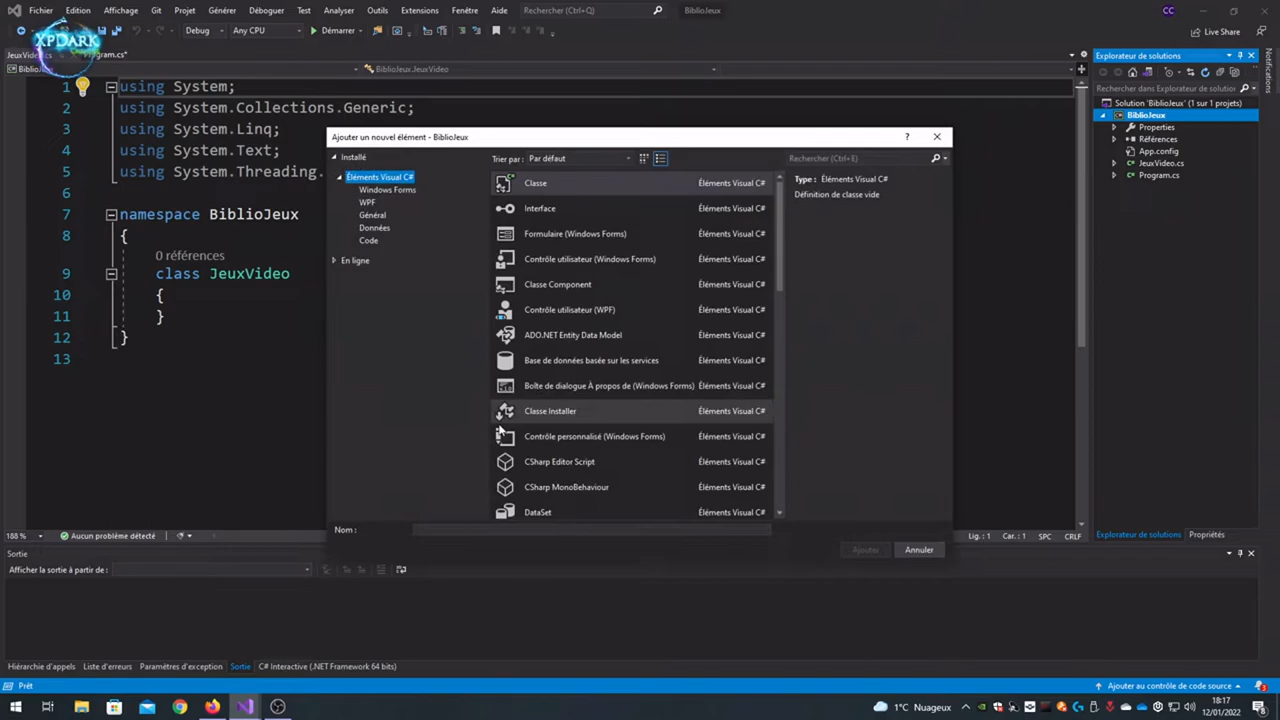 Fichier Edition Affichage Git Projet Générer Déboguer Test Analyser Outils Extensions Fenêtre Aide Rechercher (Ctrl+Q) BiblioJeux CC
Debug Any CPU Démarrer Live Share
XPDARK
JeuxVideo.cs Program.cs*
BiblioJeux.JeuxVideo
1 using System;
2 using System.Collections.Generic;
3 using System.Linq;
4 using System.Text;
5 using System.Threading.
6
7 namespace BiblioJeux
8 {
0 références
9 class JeuxVideo
10 {
11 }
12 }
13
Ajouter un nouvel élément - BiblioJeux
Installé
Éléments Visual C#
Windows Forms
WPF
Général
Données
Code
En ligne
Trier par : Par défaut
Rechercher (Ctrl+E)
Classe Éléments Visual C#
Interface Éléments Visual C#
Formulaire (Windows Forms) Éléments Visual C#
Contrôle utilisateur (Windows Forms) Éléments Visual C#
Classe Component Éléments Visual C#
Contrôle utilisateur (WPF) Éléments Visual C#
ADO.NET Entity Data Model Éléments Visual C#
Base de données basée sur les services Éléments Visual C#
Boîte de dialogue À propos de (Windows Forms) Éléments Visual C#
Classe Installer Éléments Visual C#
Contrôle personnalisé (Windows Forms) Éléments Visual C#
CSharp Editor Script Éléments Visual C#
CSharp MonoBehaviour Éléments Visual C#
DataSet Éléments Visual C#
Type : Éléments Visual C#
Définition de classe vide
Nom :
Ajouter Annuler
Explorateur de solutions
Rechercher dans Explorateur de solutions
Solution 'BiblioJeux' (1 sur 1 projets)
BiblioJeux
Properties
Références
App.config
JeuxVideo.cs
Program.cs
Notifications
188 % Aucun problème détecté Lig. : 1 Car. : 1 SPC CRLF
Explorateur de solutions Propriétés
Sortie
Afficher la sortie à partir de :
Hiérarchie d'appels Liste d'erreurs Paramètres d'exception Sortie C# Interactive (.NET Framework 64 bits)
Prêt Ajouter au contrôle de code source 3
1°C Nuageux 18:17
12/01/2022 8